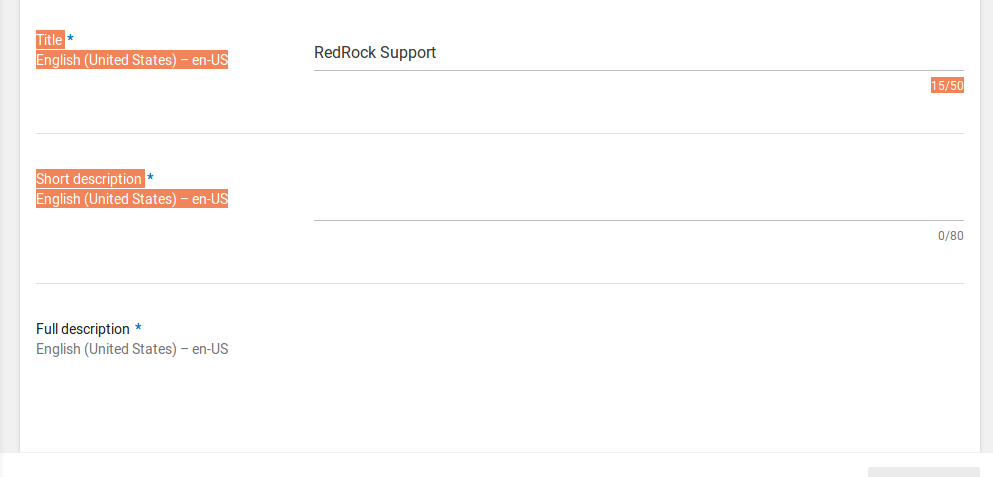 Title *
English (United States) – en-US
RedRock Support
15/50
Short description *
English (United States) – en-US
0/80
Full description *
English (United States) – en-US